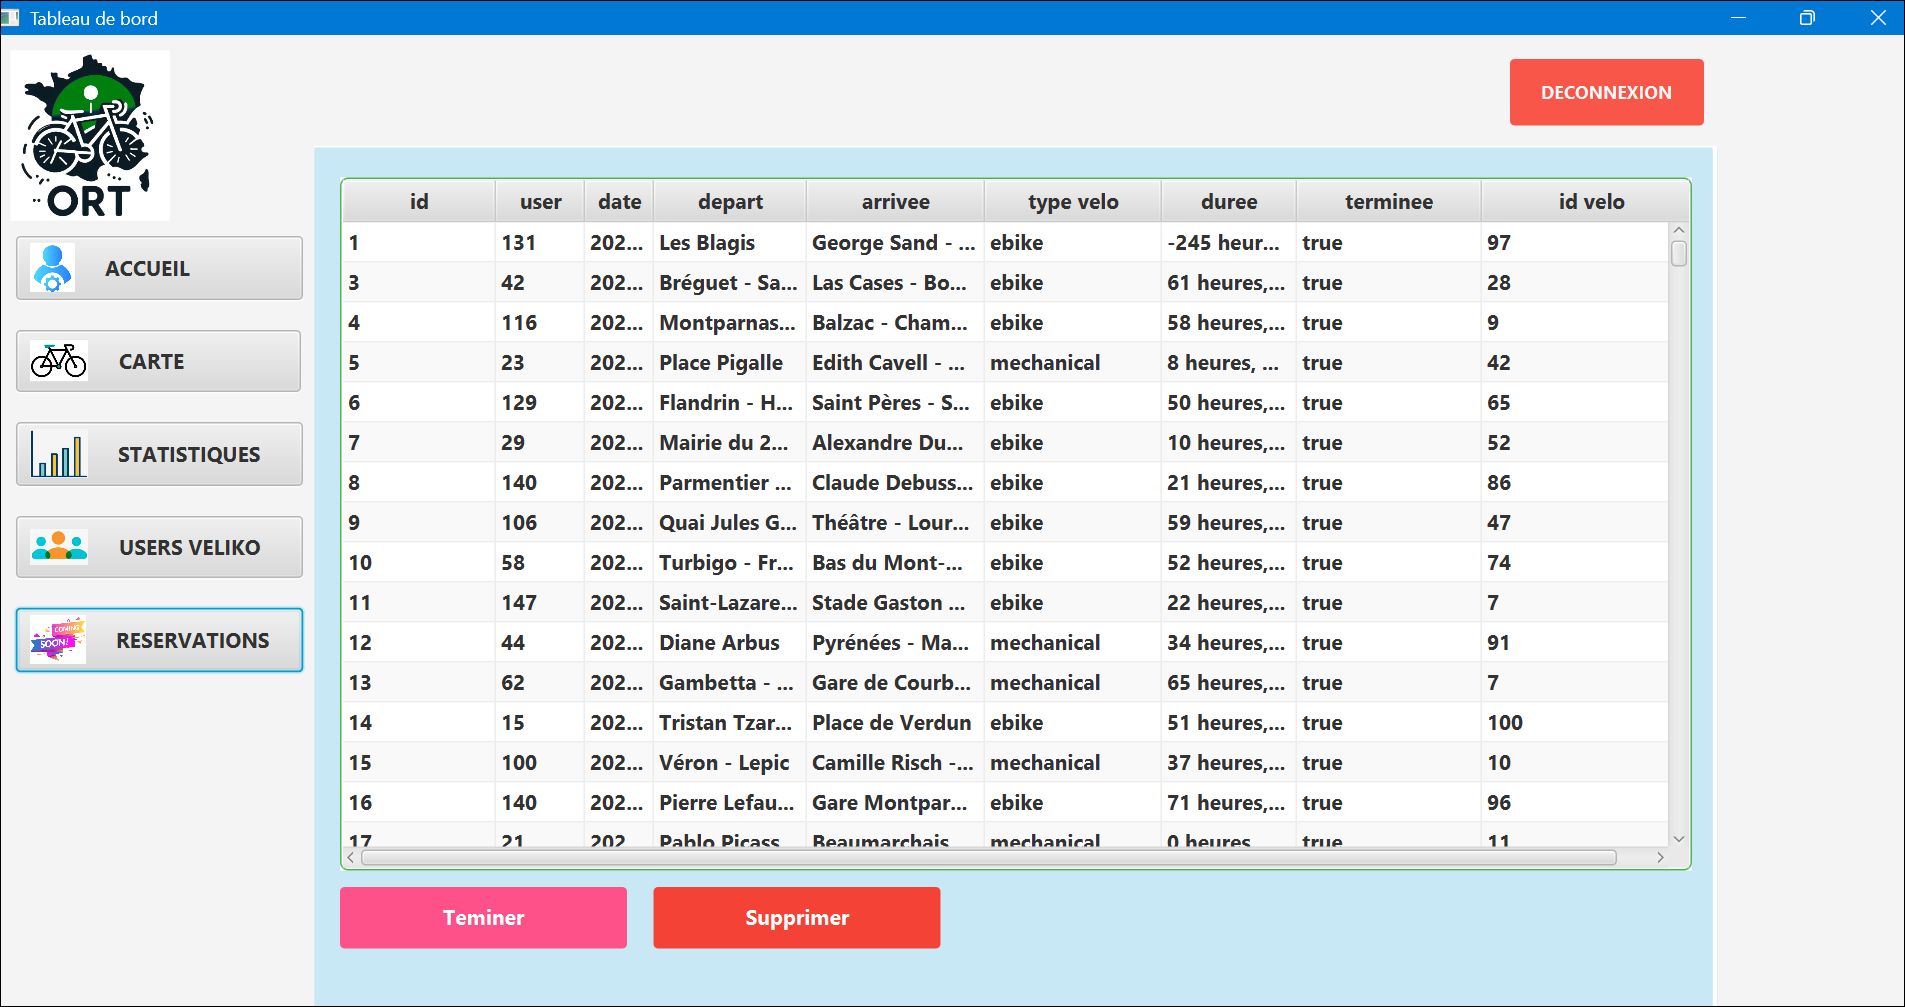 Tableau de bord
DECONNEXION
ORT
ACCUEIL
CARTE
STATISTIQUES
USERS VELIKO
COMING SOON!
RESERVATIONS
id user date depart arrivee type velo duree terminee id velo
1 131 202... Les Blagis George Sand - ... ebike -245 heur... true 97
3 42 202... Bréguet - Sa... Las Cases - Bo... ebike 61 heures,... true 28
4 116 202... Montparnas... Balzac - Cham... ebike 58 heures,... true 9
5 23 202... Place Pigalle Edith Cavell - ... mechanical 8 heures, ... true 42
6 129 202... Flandrin - H... Saint Pères - S... ebike 50 heures,... true 65
7 29 202... Mairie du 2... Alexandre Du... ebike 10 heures,... true 52
8 140 202... Parmentier ... Claude Debuss... ebike 21 heures,... true 86
9 106 202... Quai Jules G... Théâtre - Lour... ebike 59 heures,... true 47
10 58 202... Turbigo - Fr... Bas du Mont-... ebike 52 heures,... true 74
11 147 202... Saint-Lazare... Stade Gaston ... ebike 22 heures,... true 7
12 44 202... Diane Arbus Pyrénées - Ma... mechanical 34 heures,... true 91
13 62 202... Gambetta - ... Gare de Courb... mechanical 65 heures,... true 7
14 15 202... Tristan Tzar... Place de Verdun ebike 51 heures,... true 100
15 100 202... Véron - Lepic Camille Risch -... mechanical 37 heures,... true 10
16 140 202... Pierre Lefau... Gare Montpar... ebike 71 heures,... true 96
17 21 202 Pablo Picass Beaumarchais mechanical 0 heures true 11
Teminer Supprimer